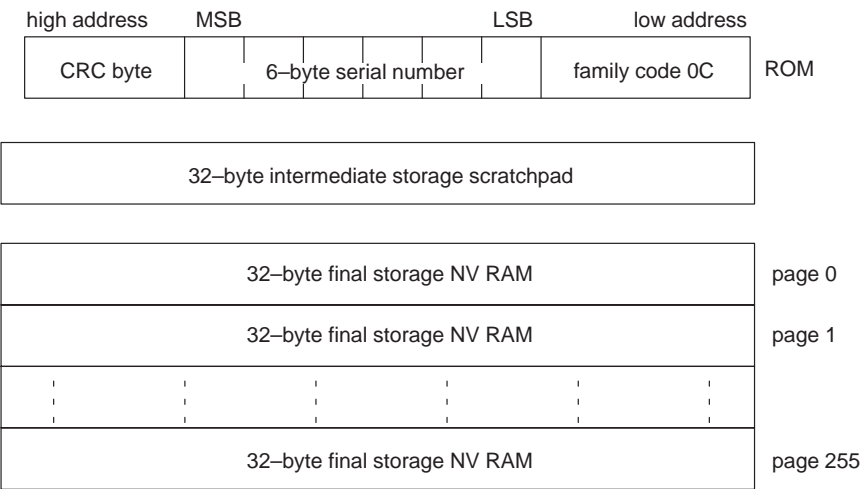 high address MSB LSB low address
CRC byte 6–byte serial number family code 0C ROM
32–byte intermediate storage scratchpad
32–byte final storage NV RAM page 0
32–byte final storage NV RAM page 1
32–byte final storage NV RAM page 255